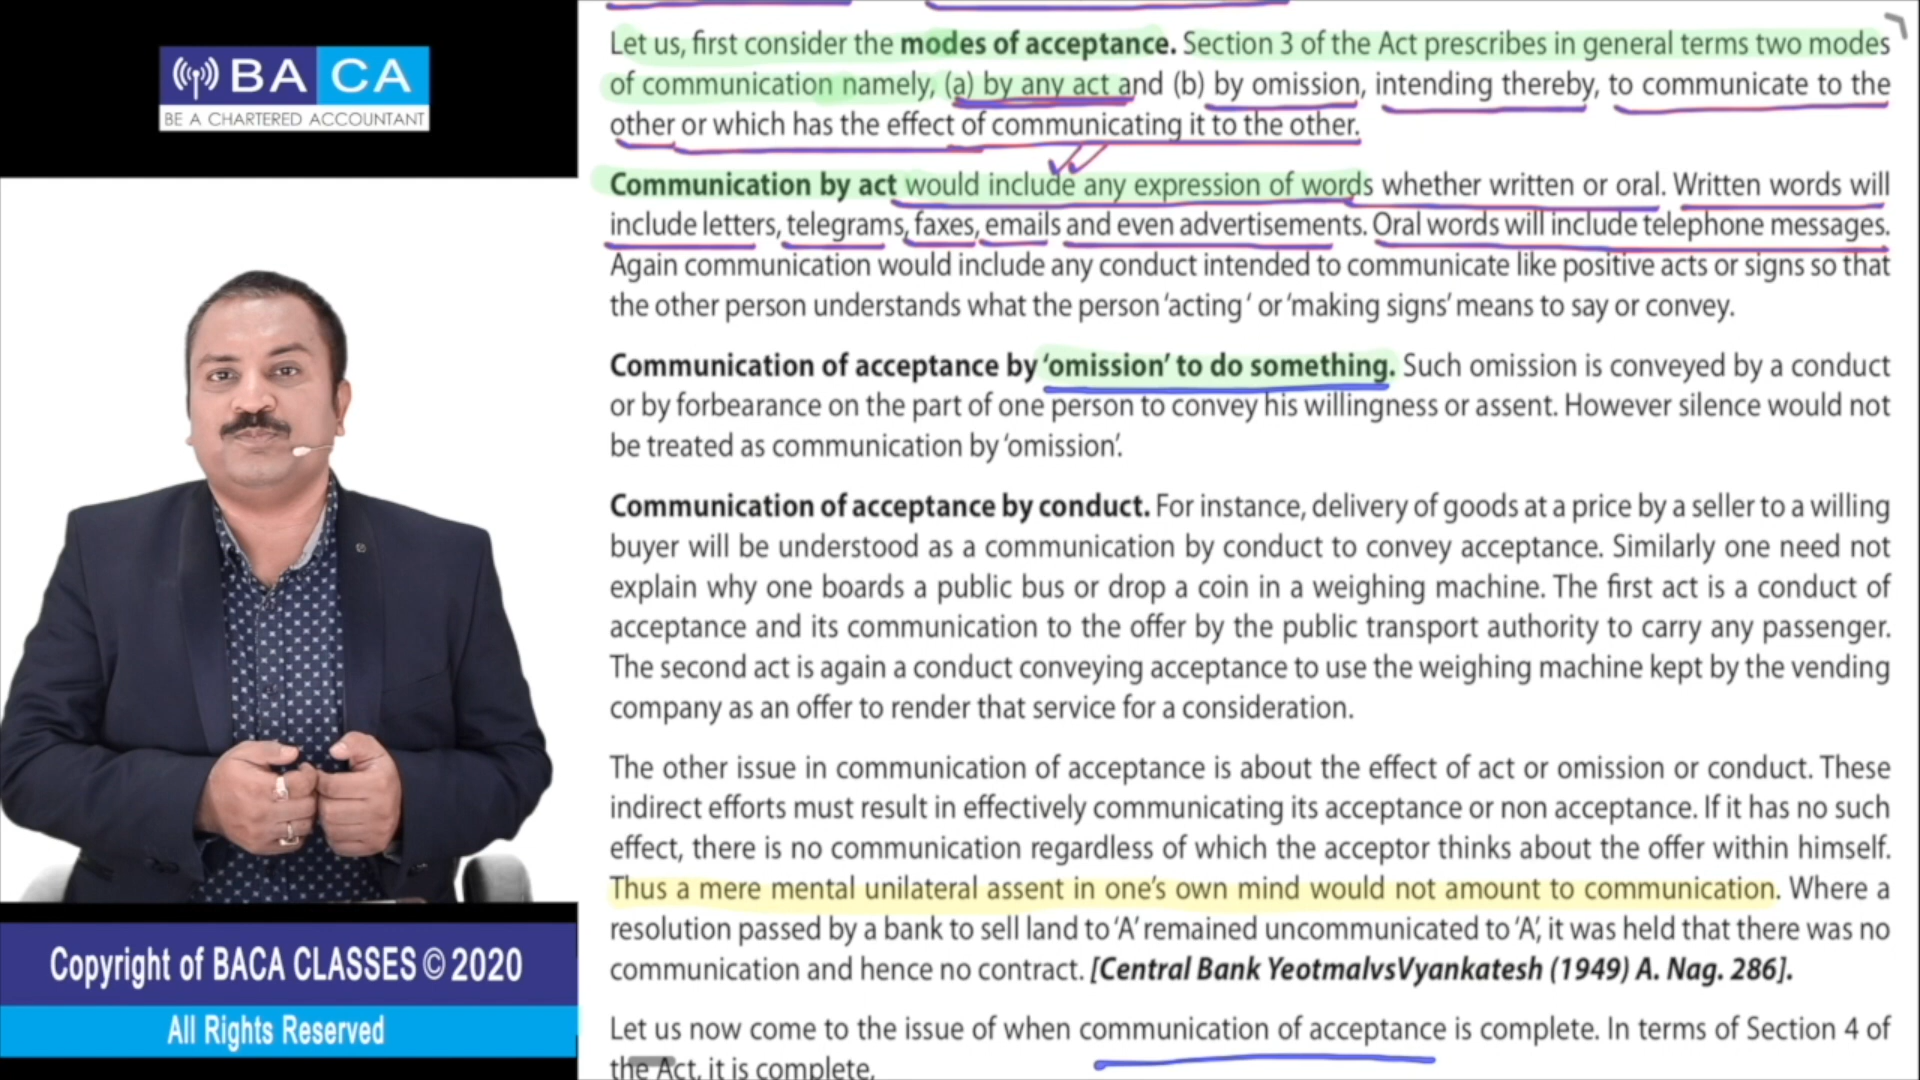 BA CA
BE A CHARTERED ACCOUNTANT
Let us, first consider the modes of acceptance. Section 3 of the Act prescribes in general terms two modes
of communication namely, (a) by any act and (b) by omission, intending thereby, to communicate to the
other or which has the effect of communicating it to the other.
Communication by act would include any expression of words whether written or oral. Written words will
include letters, telegrams, faxes, emails and even advertisements. Oral words will include telephone messages.
Again communication would include any conduct intended to communicate like positive acts or signs so that
the other person understands what the person ‘acting ‘ or ‘making signs’ means to say or convey.
Communication of acceptance by ‘omission’ to do something. Such omission is conveyed by a conduct
or by forbearance on the part of one person to convey his willingness or assent. However silence would not
be treated as communication by ‘omission’.
Communication of acceptance by conduct. For instance, delivery of goods at a price by a seller to a willing
buyer will be understood as a communication by conduct to convey acceptance. Similarly one need not
explain why one boards a public bus or drop a coin in a weighing machine. The first act is a conduct of
acceptance and its communication to the offer by the public transport authority to carry any passenger.
The second act is again a conduct conveying acceptance to use the weighing machine kept by the vending
company as an offer to render that service for a consideration.
The other issue in communication of acceptance is about the effect of act or omission or conduct. These
indirect efforts must result in effectively communicating its acceptance or non acceptance. If it has no such
effect, there is no communication regardless of which the acceptor thinks about the offer within himself.
Thus a mere mental unilateral assent in one’s own mind would not amount to communication. Where a
resolution passed by a bank to sell land to ‘A’ remained uncommunicated to ‘A’, it was held that there was no
communication and hence no contract. [Central Bank YeotmalvsVyankatesh (1949) A. Nag. 286].
Let us now come to the issue of when communication of acceptance is complete. In terms of Section 4 of
the Act, it is complete,
Copyright of BACA CLASSES © 2020
All Rights Reserved